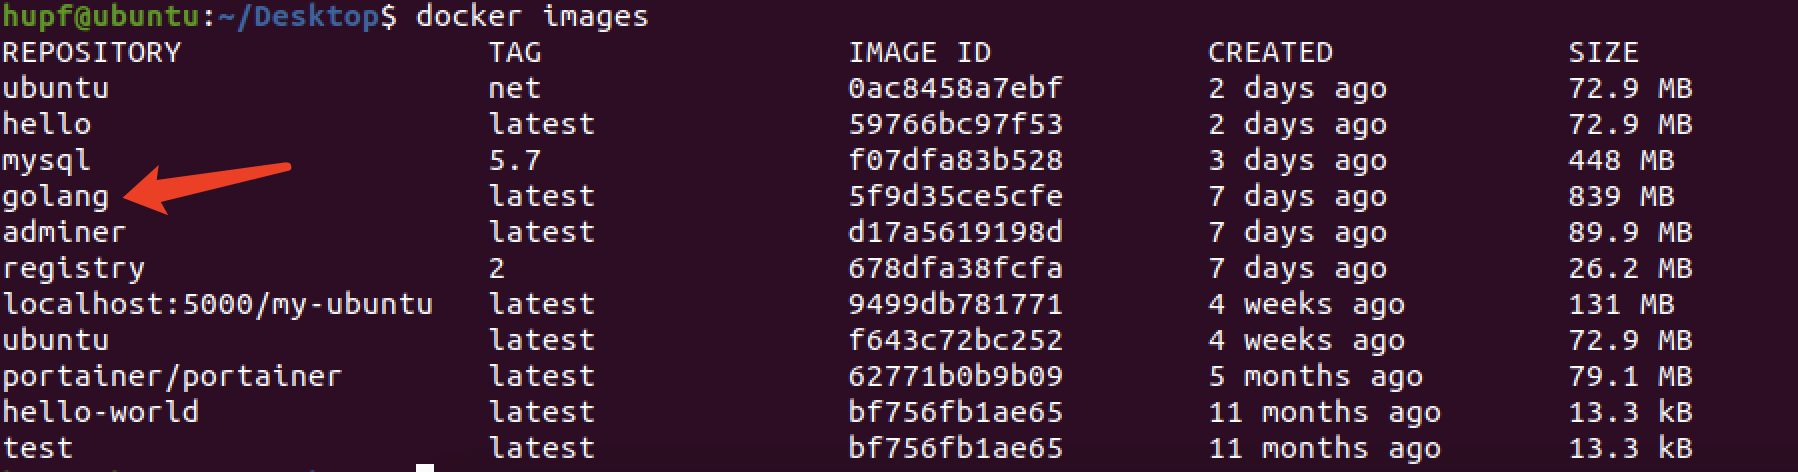 hupf@ubuntu:~/Desktop$ docker images
REPOSITORY TAG IMAGE ID CREATED SIZE
ubuntu net 0ac8458a7ebf 2 days ago 72.9 MB
hello latest 59766bc97f53 2 days ago 72.9 MB
mysql 5.7 f07dfa83b528 3 days ago 448 MB
golang latest 5f9d35ce5cfe 7 days ago 839 MB
adminer latest d17a5619198d 7 days ago 89.9 MB
registry 2 678dfa38fcfa 7 days ago 26.2 MB
localhost:5000/my-ubuntu latest 9499db781771 4 weeks ago 131 MB
ubuntu latest f643c72bc252 4 weeks ago 72.9 MB
portainer/portainer latest 62771b0b9b09 5 months ago 79.1 MB
hello-world latest bf756fb1ae65 11 months ago 13.3 kB
test latest bf756fb1ae65 11 months ago 13.3 kB